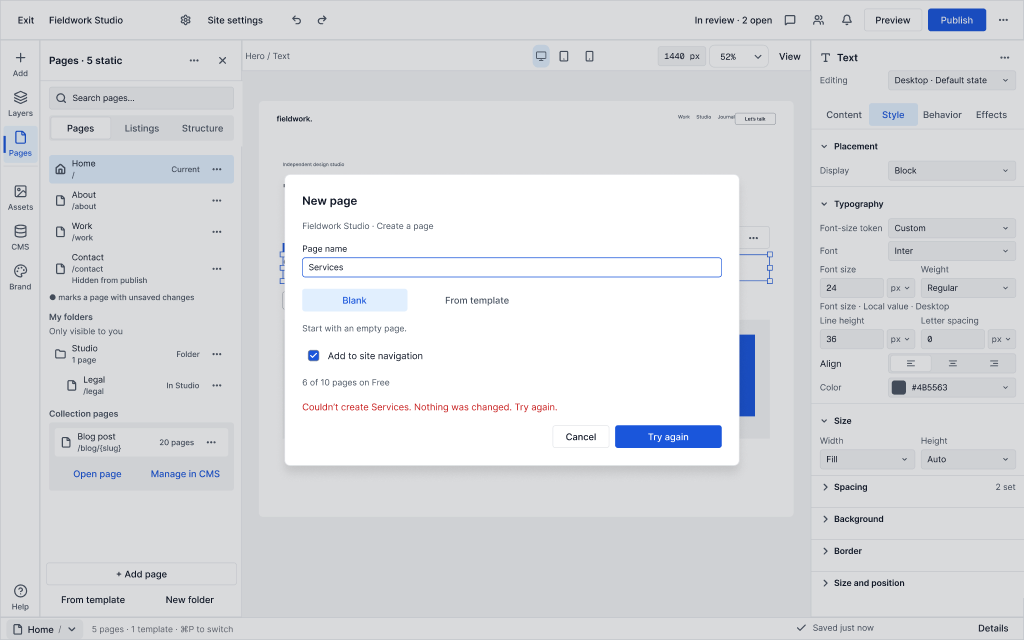 Exit Fieldwork Studio Site settings In review · 2 open Preview Publish
Add
Layers
Pages
Assets
CMS
Brand
Help
Pages · 5 static
Search pages...
Pages Listings Structure
Home
/
Current
About
/about
Work
/work
Contact
/contact
Hidden from publish
● marks a page with unsaved changes
My folders
Only visible to you
Studio
1 page
Folder
Legal
/legal
In Studio
Collection pages
Blog post
/blog/{slug}
20 pages
Open page Manage in CMS
+ Add page
From template New folder
Hero / Text
1440 px 52% View
fieldwork.
Work Studio Journal Let's talk
Independent design studio
New page
Fieldwork Studio · Create a page
Page name
Services
Blank From template
Start with an empty page.
Add to site navigation
6 of 10 pages on Free
Couldn't create Services. Nothing was changed. Try again.
Cancel Try again
Text
Editing Desktop · Default state
Content Style Behavior Effects
Placement
Display Block
Typography
Font-size token Custom
Font Inter
Font size Weight
24 px Regular
Font size · Local value · Desktop
Line height Letter spacing
36 px 0 px
Align
Color #4B5563
Size
Width Height
Fill Auto
Spacing 2 set
Background
Border
Size and position
Home / 5 pages · 1 template · ⌘P to switch Saved just now Details